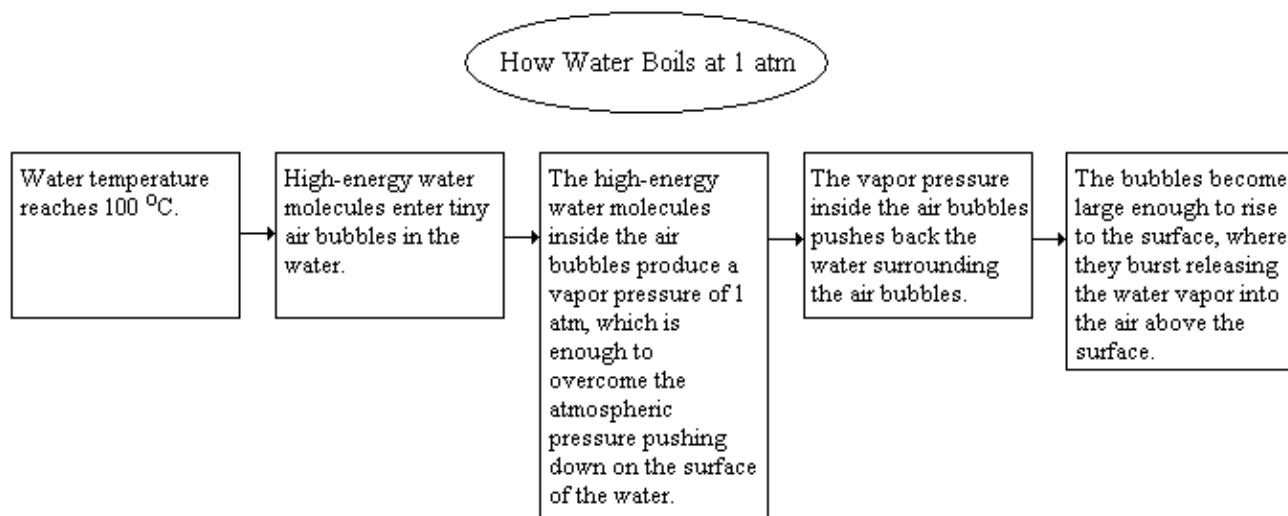 How Water Boils at 1 atm
Water temperature
reaches 100 ⁰C.
High-energy water
molecules enter tiny
air bubbles in the
water.
The high-energy
water molecules
inside the air
bubbles produce a
vapor pressure of 1
atm, which is
enough to
overcome the
atmospheric
pressure pushing
down on the surface
of the water.
The vapor pressure
inside the air bubbles
pushes back the
water surrounding
the air bubbles.
The bubbles become
large enough to rise
to the surface, where
they burst releasing
the water vapor into
the air above the
surface.